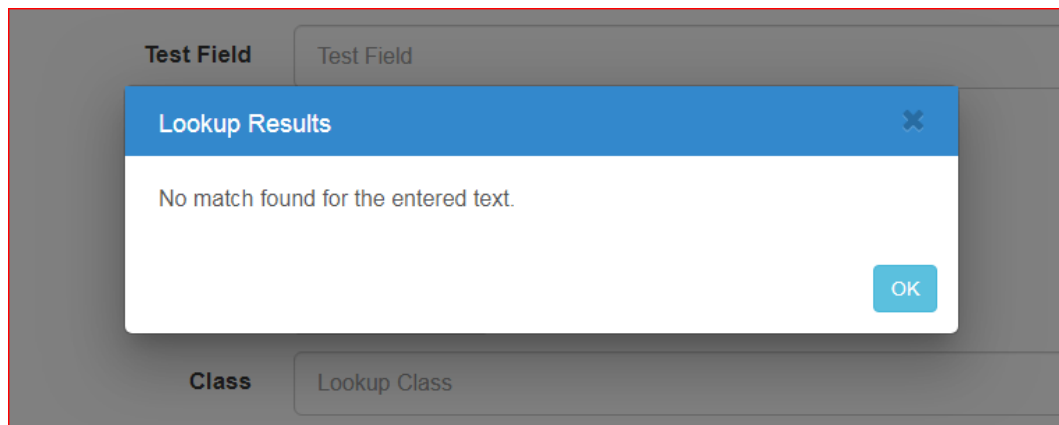 Test Field
Test Field
Lookup Results
No match found for the entered text.
OK
Class
Lookup Class